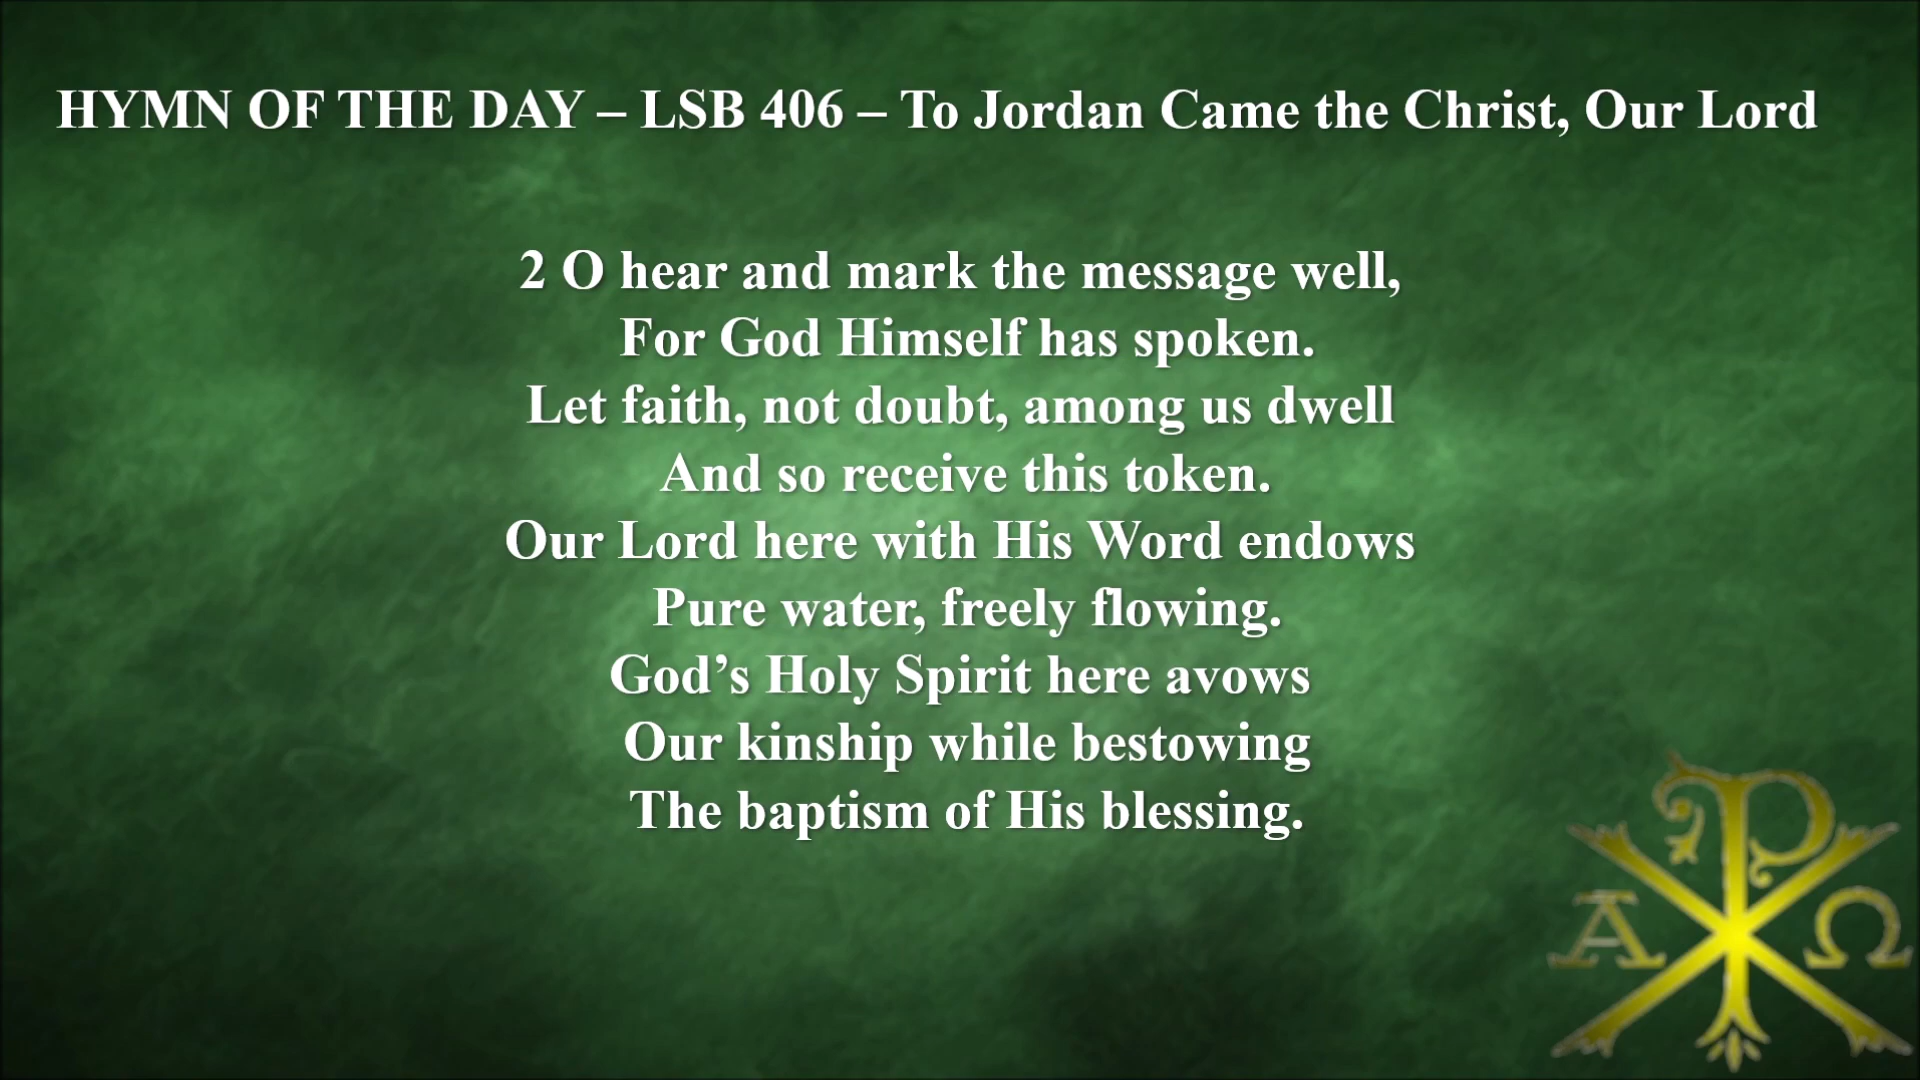 HYMN OF THE DAY – LSB 406 – To Jordan Came the Christ, Our Lord
2 O hear and mark the message well,
For God Himself has spoken.
Let faith, not doubt, among us dwell
And so receive this token.
Our Lord here with His Word endows
Pure water, freely flowing.
God’s Holy Spirit here avows
Our kinship while bestowing
The baptism of His blessing.
Α Ω